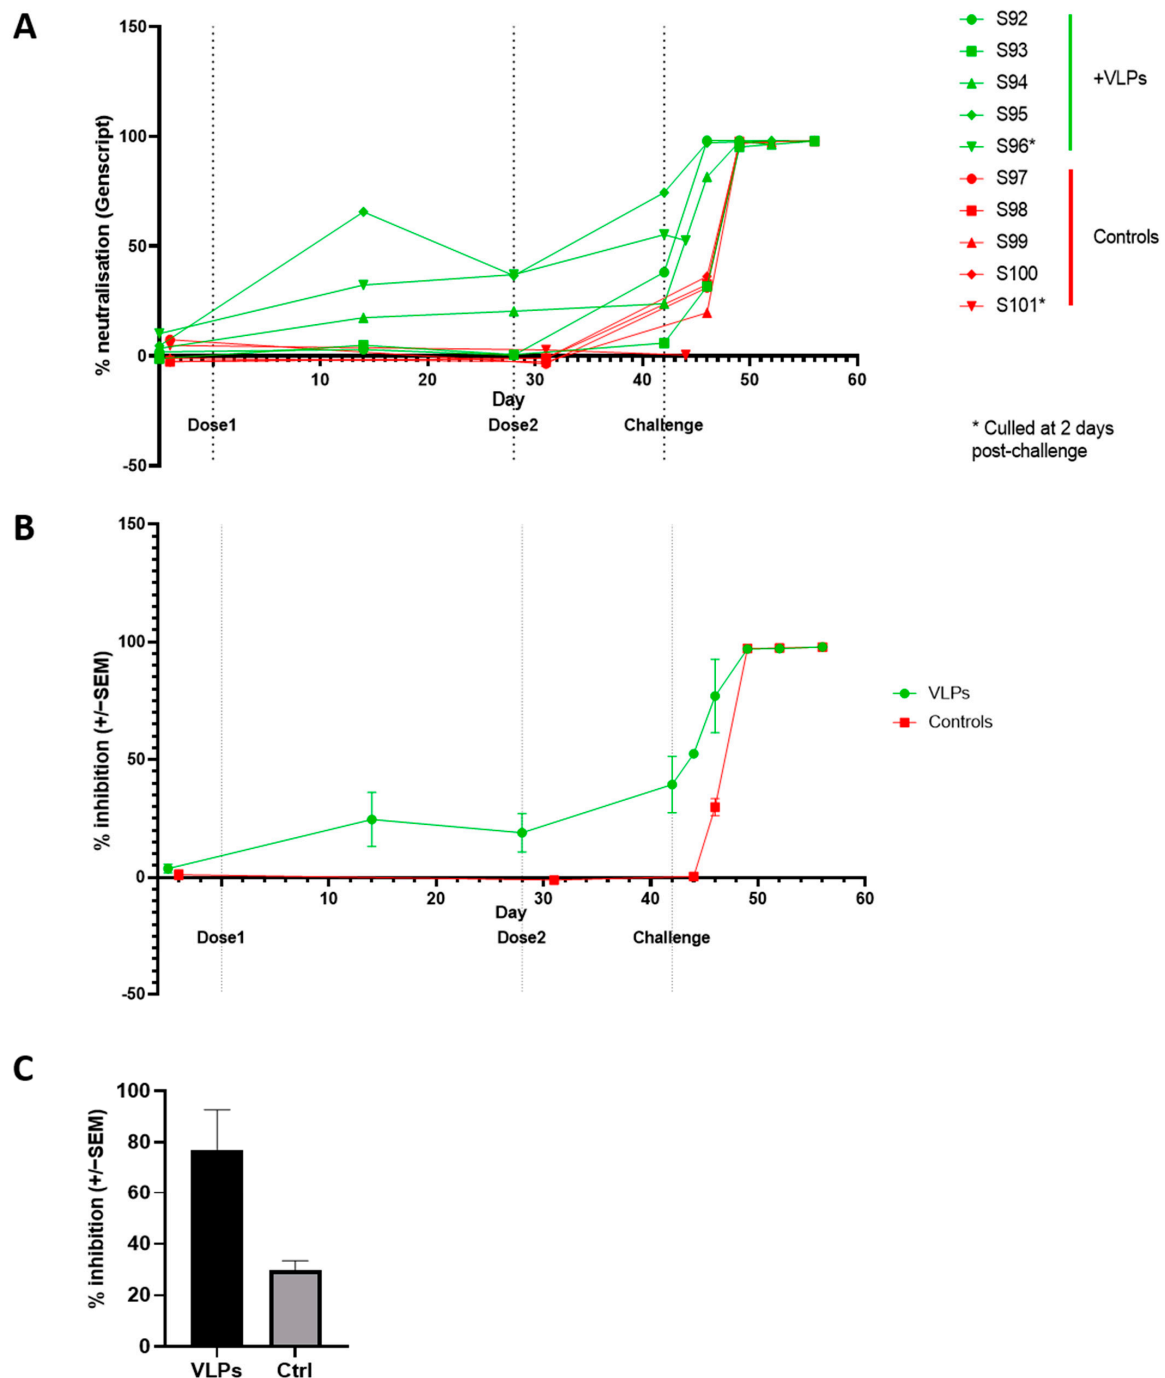 A
% neutralisation (Genscript)
150
100
50
0
-50
10
20
30
40
50
60
Day
Dose1
Dose2
Challenge
S92
S93
S94
S95
S96*
S97
S98
S99
S100
S101*
+VLPs
Controls
* Culled at 2 days
post-challenge
B
% inhibition (+/−SEM)
150
100
50
0
-50
10
20
30
40
50
60
Day
Dose1
Dose2
Challenge
VLPs
Controls
C
% inhibition (+/−SEM)
100
80
60
40
20
0
VLPs
Ctrl